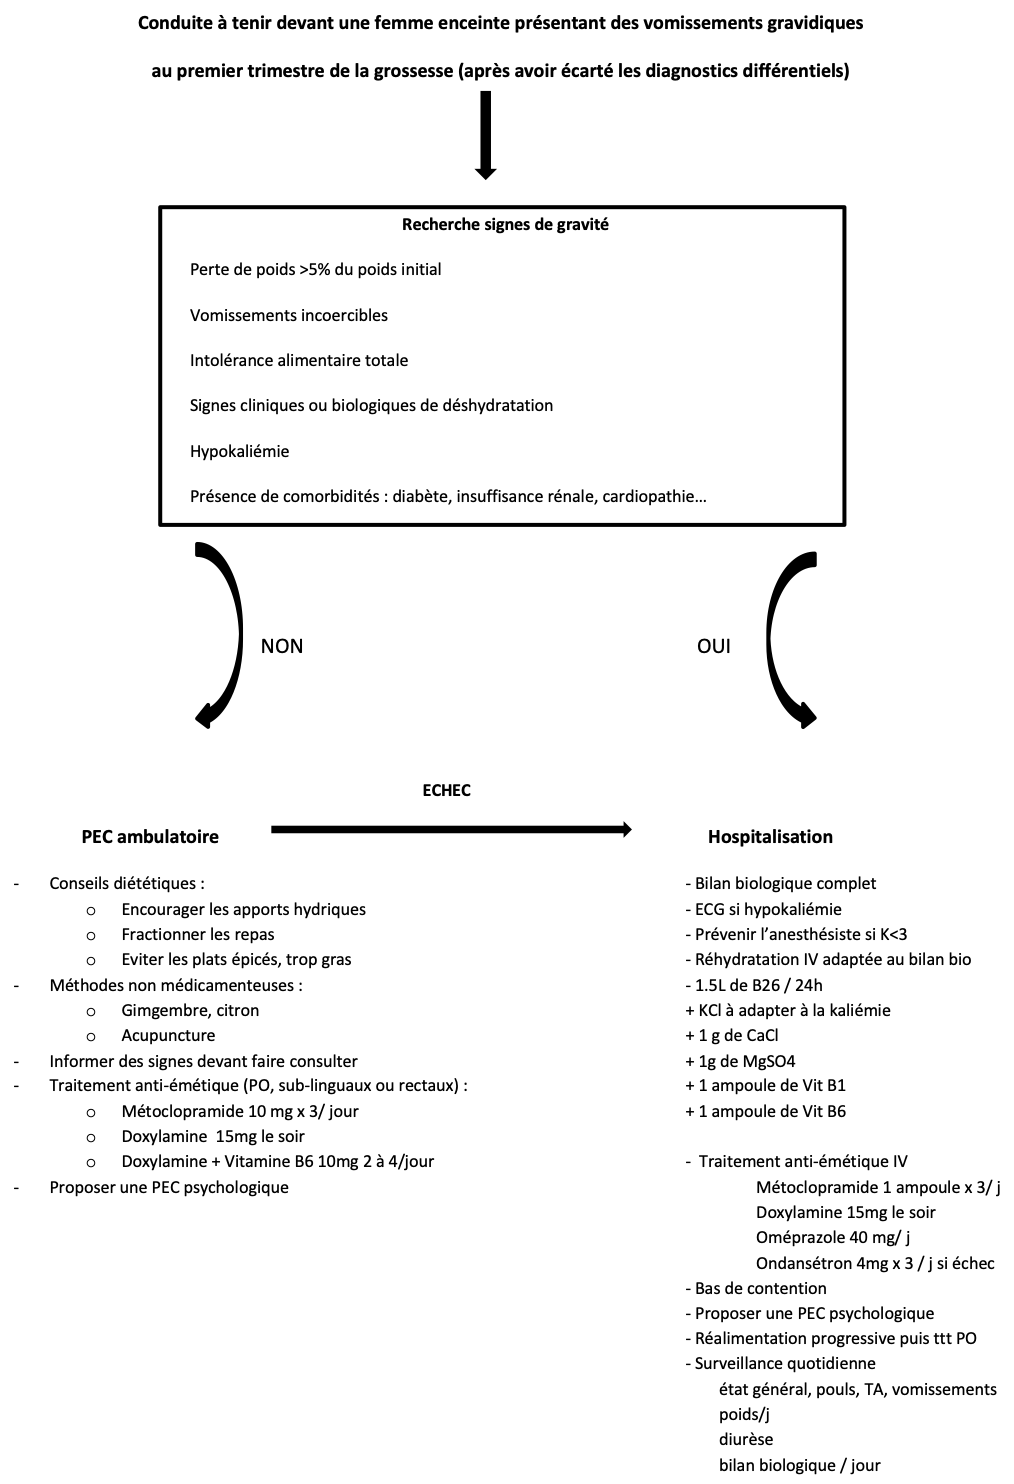 Conduite à tenir devant une femme enceinte présentant des vomissements gravidiques
au premier trimestre de la grossesse (après avoir écarté les diagnostics différentiels)
Recherche signes de gravité
Perte de poids >5% du poids initial
Vomissements incoercibles
Intolérance alimentaire totale
Signes cliniques ou biologiques de déshydratation
Hypokaliémie
Présence de comorbidités : diabète, insuffisance rénale, cardiopathie…
NON
OUI
ECHEC
PEC ambulatoire
- Conseils diététiques :
o Encourager les apports hydriques
o Fractionner les repas
o Eviter les plats épicés, trop gras
- Méthodes non médicamenteuses :
o Gimgembre, citron
o Acupuncture
- Informer des signes devant faire consulter
- Traitement anti-émétique (PO, sub-linguaux ou rectaux) :
o Métoclopramide 10 mg x 3/ jour
o Doxylamine 15mg le soir
o Doxylamine + Vitamine B6 10mg 2 à 4/jour
- Proposer une PEC psychologique
Hospitalisation
- Bilan biologique complet
- ECG si hypokaliémie
- Prévenir l’anesthésiste si K<3
- Réhydratation IV adaptée au bilan bio
- 1.5L de B26 / 24h
+ KCl à adapter à la kaliémie
+ 1 g de CaCl
+ 1g de MgSO4
+ 1 ampoule de Vit B1
+ 1 ampoule de Vit B6
- Traitement anti-émétique IV
Métoclopramide 1 ampoule x 3/ j
Doxylamine 15mg le soir
Oméprazole 40 mg/ j
Ondansétron 4mg x 3 / j si échec
- Bas de contention
- Proposer une PEC psychologique
- Réalimentation progressive puis ttt PO
- Surveillance quotidienne
état général, pouls, TA, vomissements
poids/j
diurèse
bilan biologique / jour